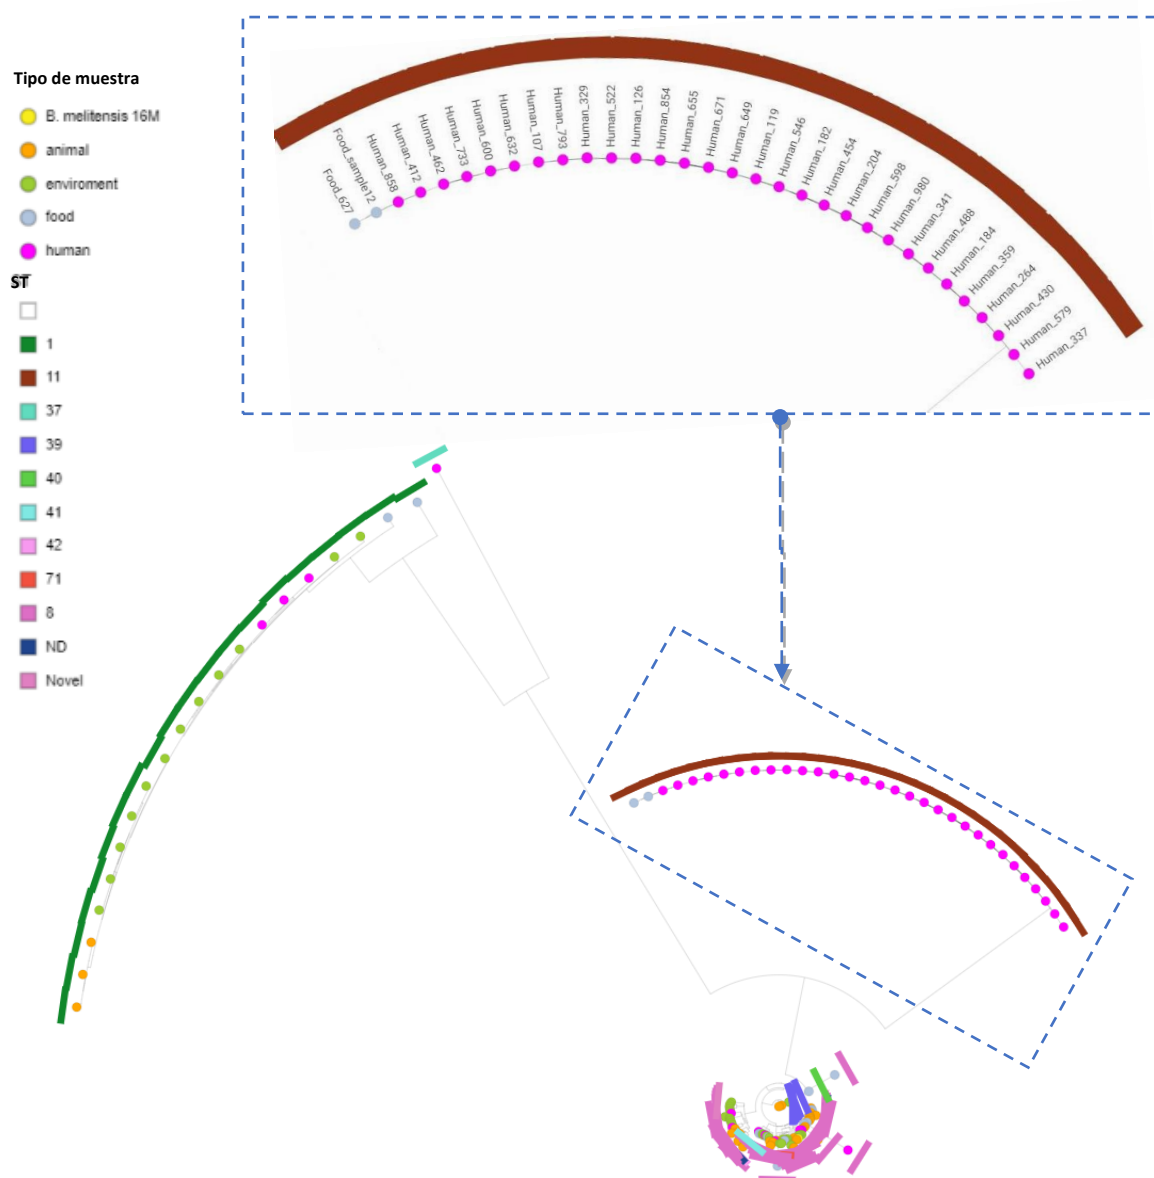 Tipo de muestra
B. melitensis 16M
animal
enviroment
food
human
ST
1
11
37
39
40
41
42
71
8
ND
Novel
Food_627
Food_sample12
Human_858
Human_412
Human_462
Human_733
Human_600
Human_632
Human_107
Human_763
Human_329
Human_522
Human_126
Human_854
Human_655
Human_671
Human_649
Human_119
Human_546
Human_182
Human_454
Human_204
Human_598
Human_980
Human_341
Human_488
Human_184
Human_359
Human_264
Human_430
Human_579
Human_337